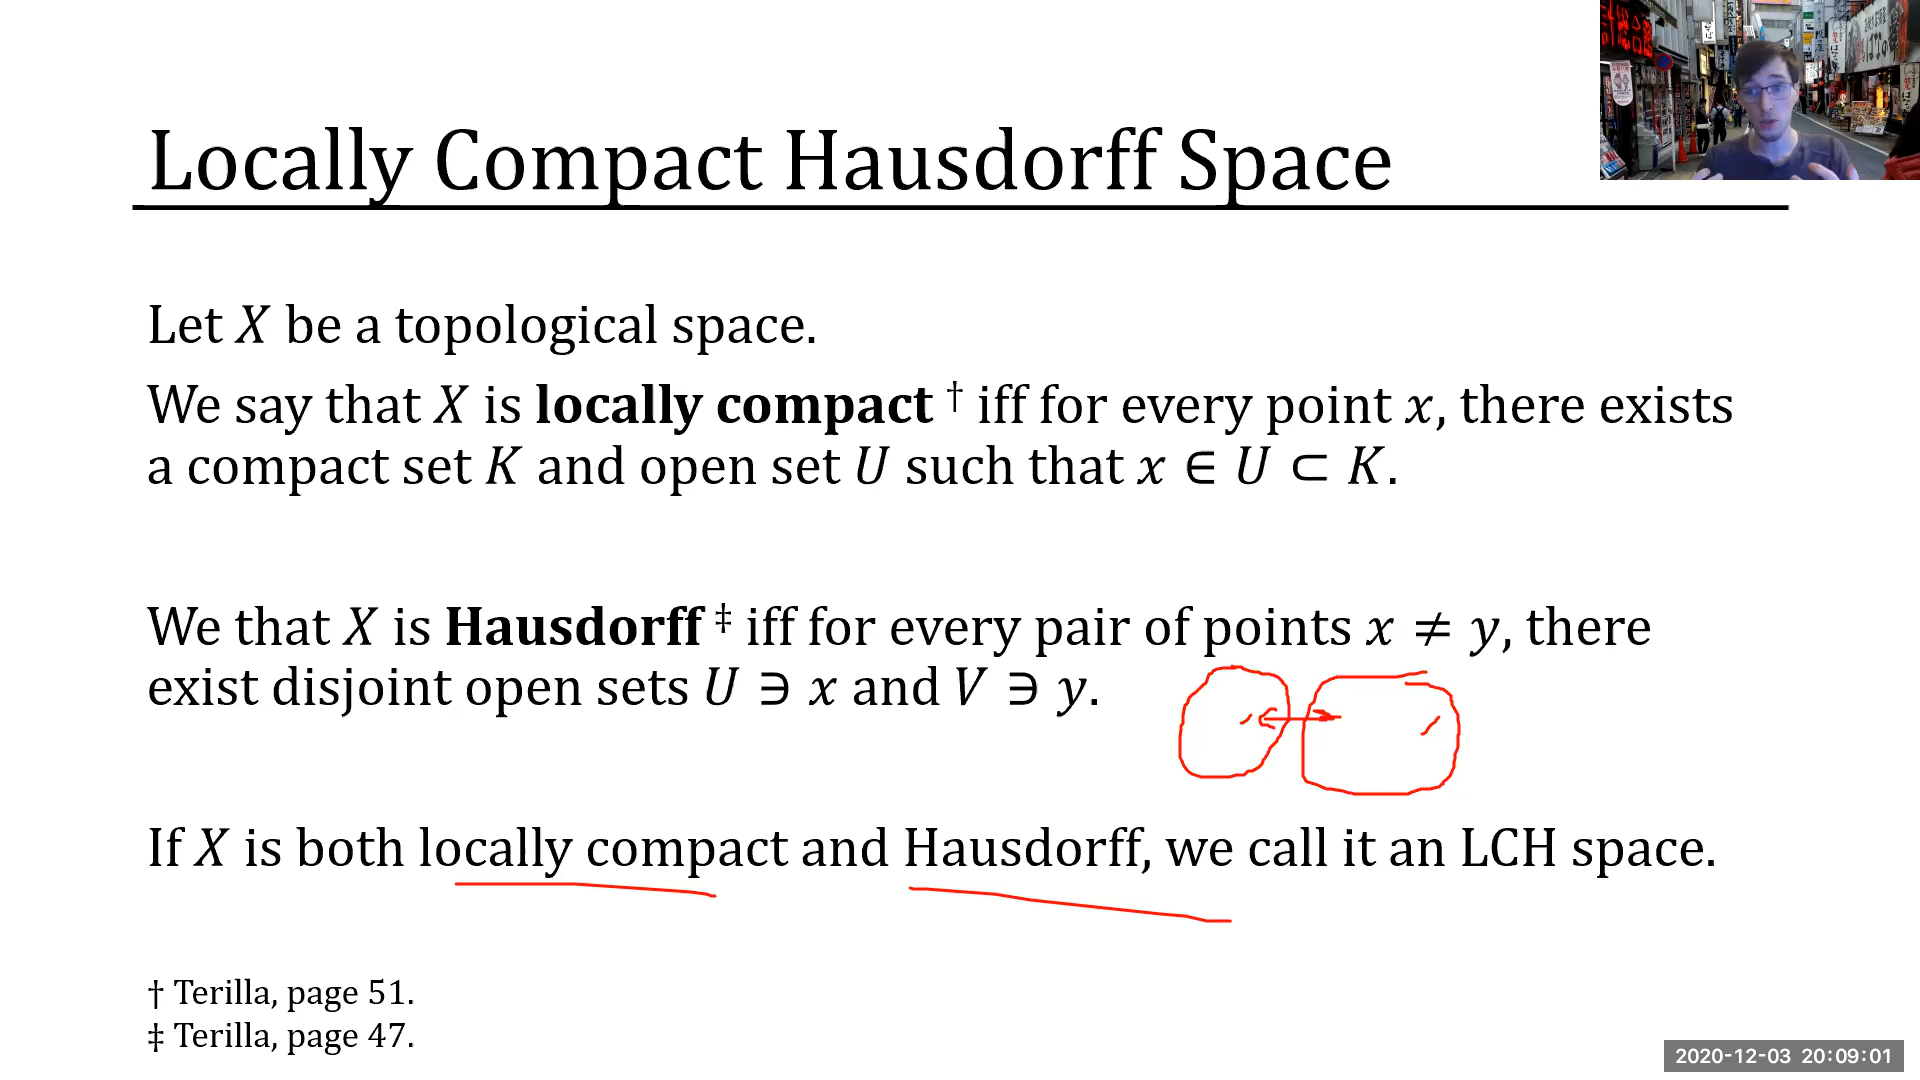 Locally Compact Hausdorff Space
Let X be a topological space.
We say that X is locally compact † iff for every point x, there exists
a compact set K and open set U such that x ∈ U ⊂ K.
We that X is Hausdorff ‡ iff for every pair of points x ≠ y, there
exist disjoint open sets U ∋ x and V ∋ y.
If X is both locally compact and Hausdorff, we call it an LCH space.
† Terilla, page 51.
‡ Terilla, page 47.
2020-12-03 20:09:01